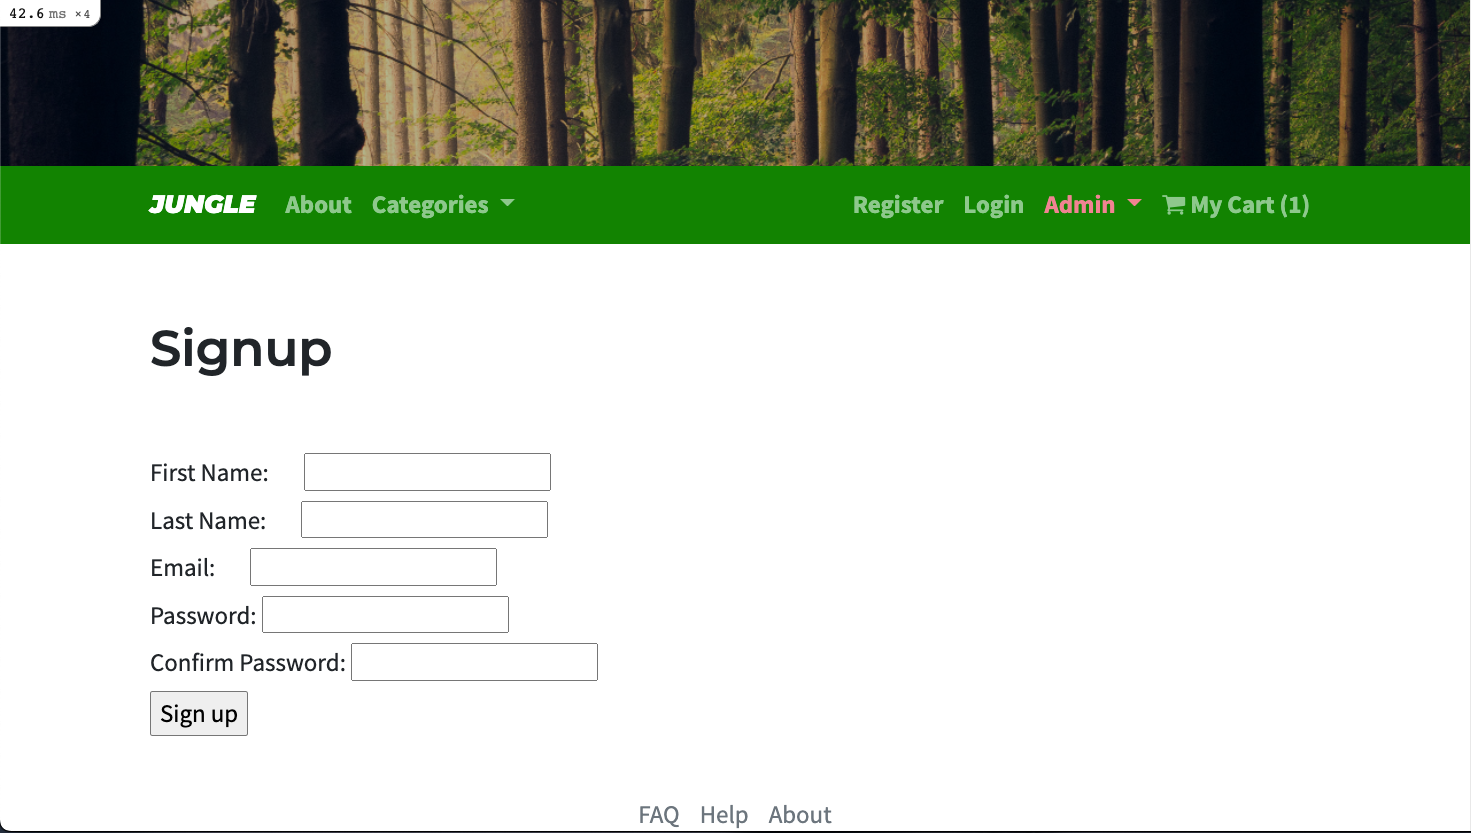 42.6 ms ×4
JUNGLE About Categories Register Login Admin My Cart (1)
Signup
First Name:
Last Name:
Email:
Password:
Confirm Password:
Sign up
FAQ Help About